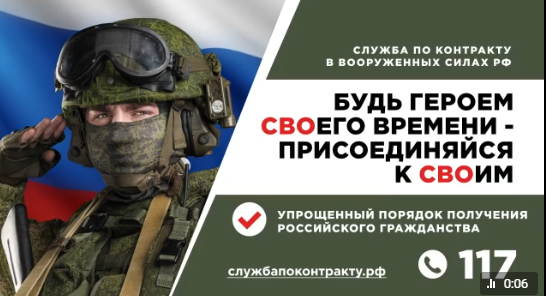 СЛУЖБА ПО КОНТРАКТУ
В ВООРУЖЕННЫХ СИЛАХ РФ
БУДЬ ГЕРОЕМ
СВОЕГО ВРЕМЕНИ -
ПРИСОЕДИНЯЙСЯ
К СВОИМ
УПРОЩЕННЫЙ ПОРЯДОК ПОЛУЧЕНИЯ
РОССИЙСКОГО ГРАЖДАНСТВА
службапоконтракту.рф
117
0:06